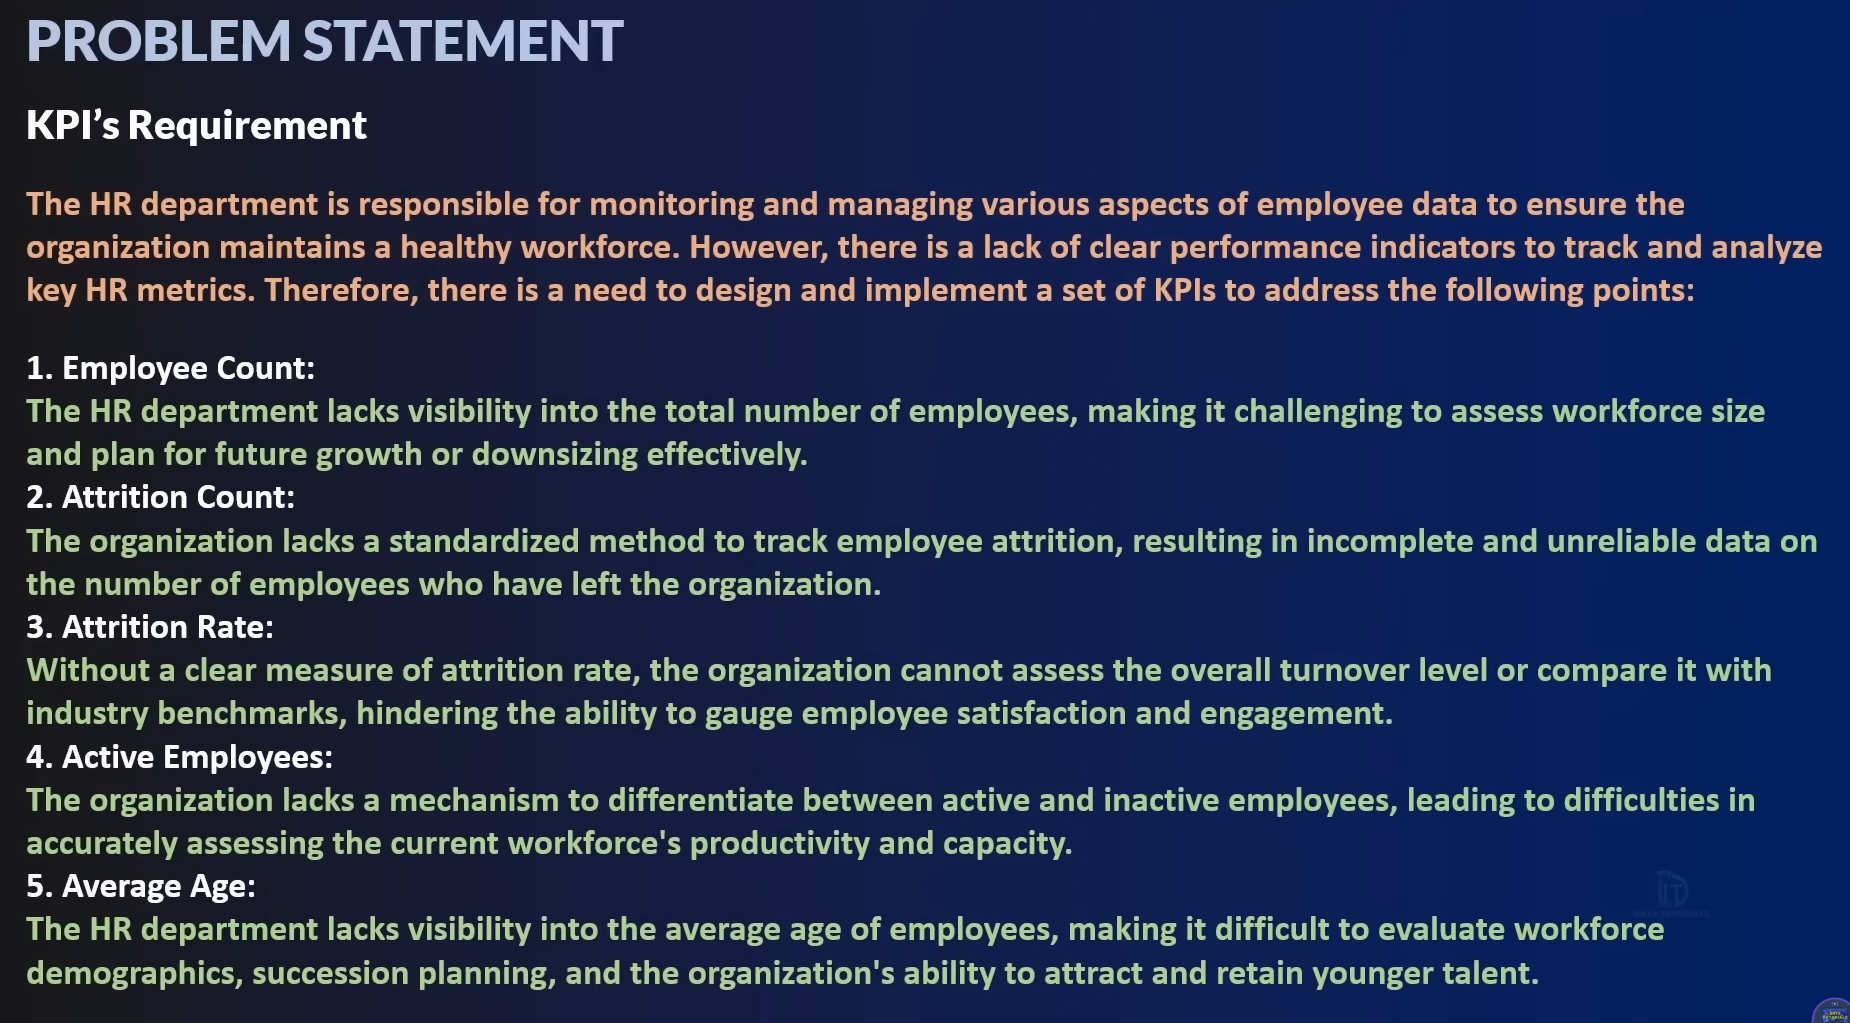 PROBLEM STATEMENT
KPI’s Requirement
The HR department is responsible for monitoring and managing various aspects of employee data to ensure the
organization maintains a healthy workforce. However, there is a lack of clear performance indicators to track and analyze
key HR metrics. Therefore, there is a need to design and implement a set of KPIs to address the following points:
1. Employee Count:
The HR department lacks visibility into the total number of employees, making it challenging to assess workforce size
and plan for future growth or downsizing effectively.
2. Attrition Count:
The organization lacks a standardized method to track employee attrition, resulting in incomplete and unreliable data on
the number of employees who have left the organization.
3. Attrition Rate:
Without a clear measure of attrition rate, the organization cannot assess the overall turnover level or compare it with
industry benchmarks, hindering the ability to gauge employee satisfaction and engagement.
4. Active Employees:
The organization lacks a mechanism to differentiate between active and inactive employees, leading to difficulties in
accurately assessing the current workforce's productivity and capacity.
5. Average Age:
The HR department lacks visibility into the average age of employees, making it difficult to evaluate workforce
demographics, succession planning, and the organization's ability to attract and retain younger talent.
DATA TUTORIALS